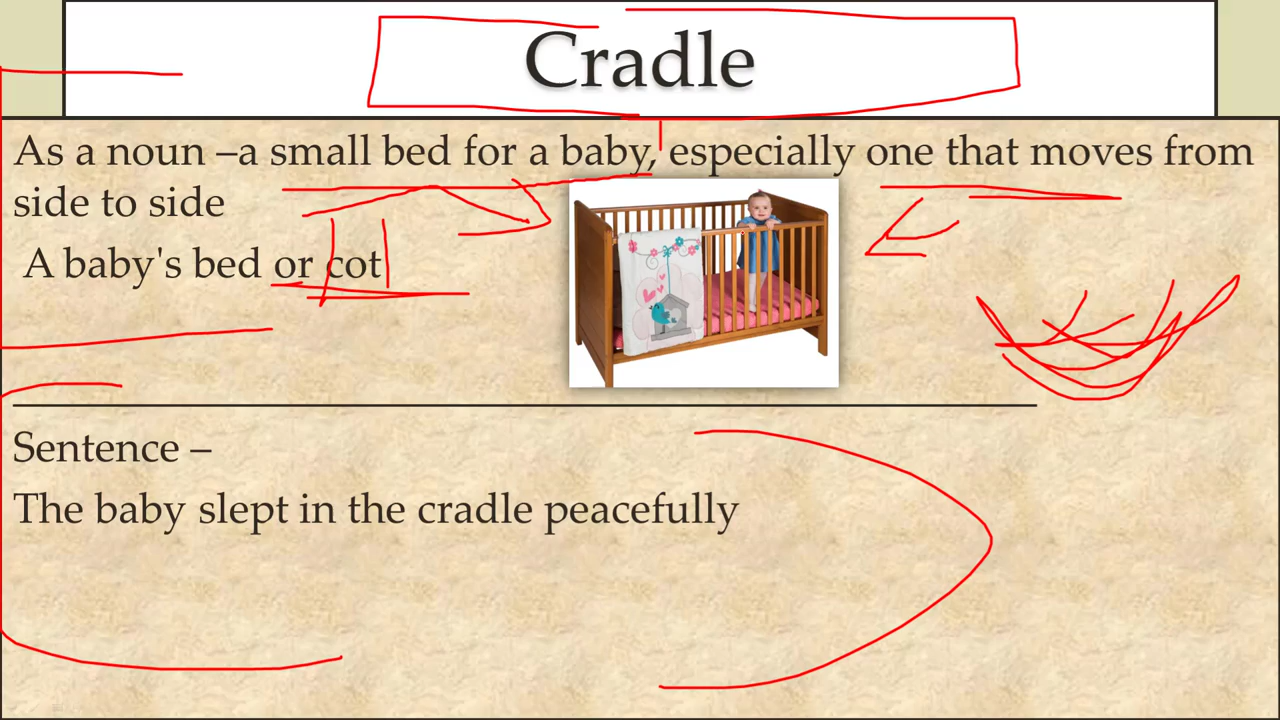 Cradle
As a noun –a small bed for a baby, especially one that moves from
side to side
A baby's bed or cot
Sentence –
The baby slept in the cradle peacefully